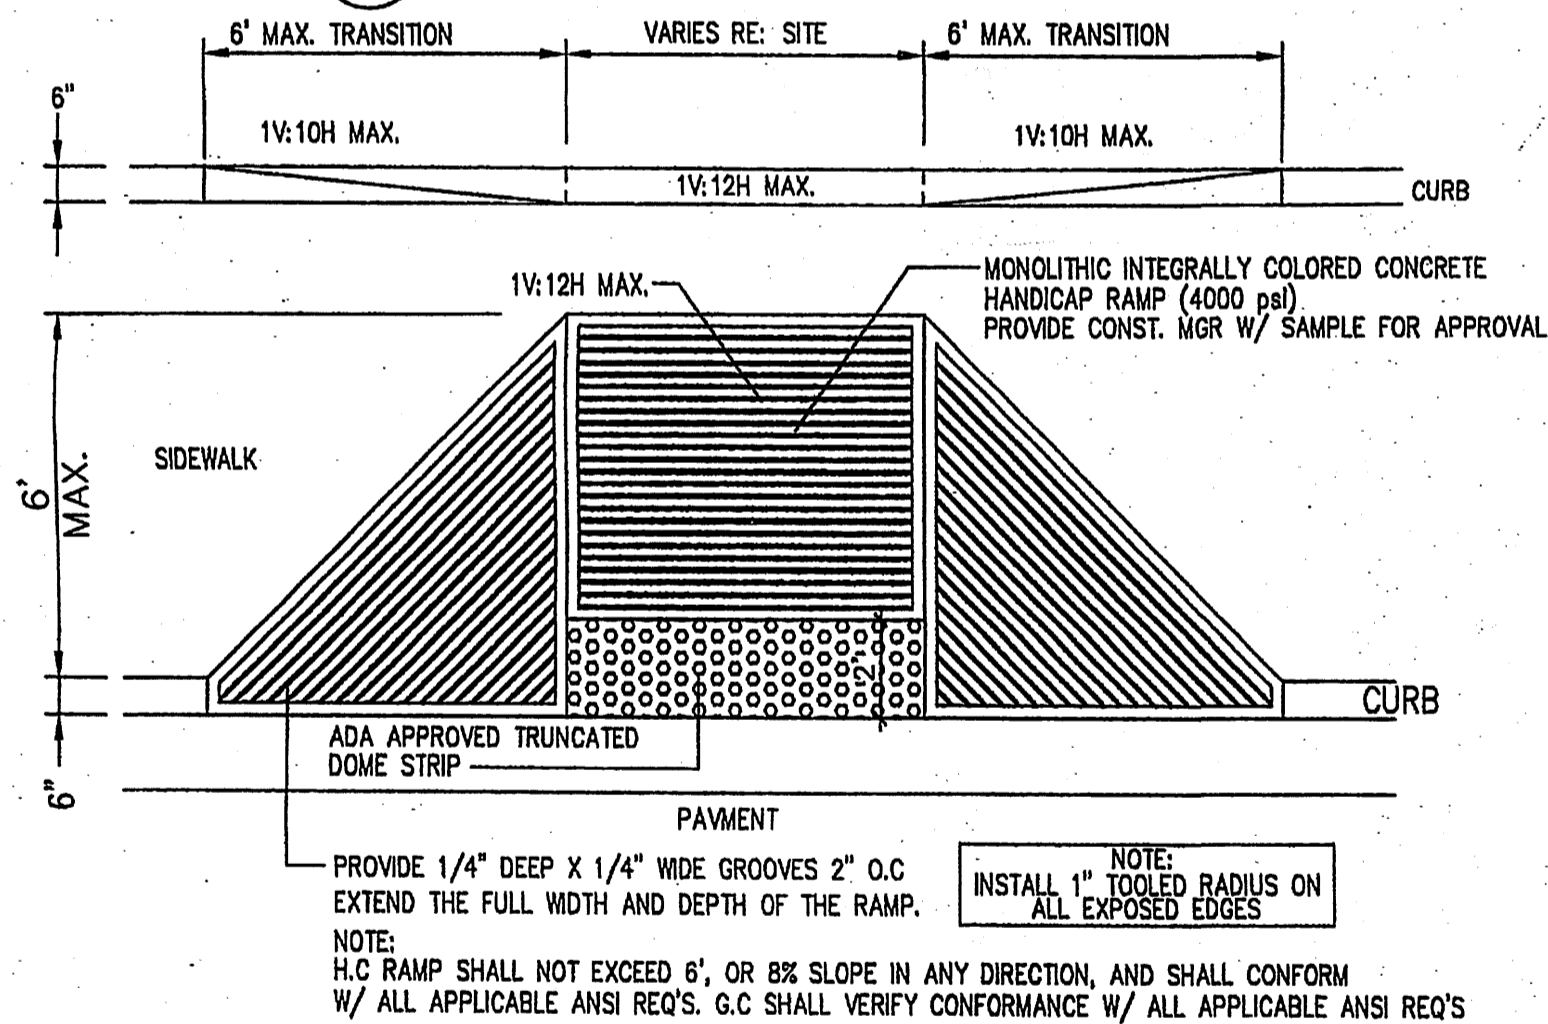 6' MAX. TRANSITION
VARIES RE: SITE
6' MAX. TRANSITION
6"
1V:10H MAX.
1V:10H MAX.
1V:12H MAX.
CURB
1V:12H MAX.
MONOLITHIC INTEGRALLY COLORED CONCRETE
HANDICAP RAMP (4000 psi)
PROVIDE CONST. MGR W/ SAMPLE FOR APPROVAL
SIDEWALK
6'
MAX.
2'
CURB
ADA APPROVED TRUNCATED
DOME STRIP
6"
PAVMENT
PROVIDE 1/4" DEEP X 1/4" WIDE GROOVES 2" O.C
EXTEND THE FULL WIDTH AND DEPTH OF THE RAMP.
NOTE:
INSTALL 1" TOOLED RADIUS ON
ALL EXPOSED EDGES
NOTE:
H.C RAMP SHALL NOT EXCEED 6', OR 8% SLOPE IN ANY DIRECTION, AND SHALL CONFORM
W/ ALL APPLICABLE ANSI REQ'S. G.C SHALL VERIFY CONFORMANCE W/ ALL APPLICABLE ANSI REQ'S